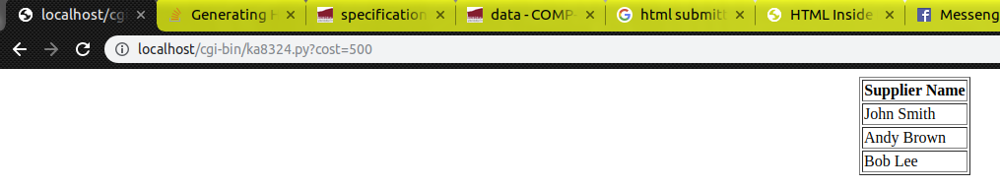 localhost/cg
Generating H
specification
data - COMP-
html submitt
HTML Inside
Messeng
localhost/cgi-bin/ka8324.py?cost=500
Supplier Name
John Smith
Andy Brown
Bob Lee